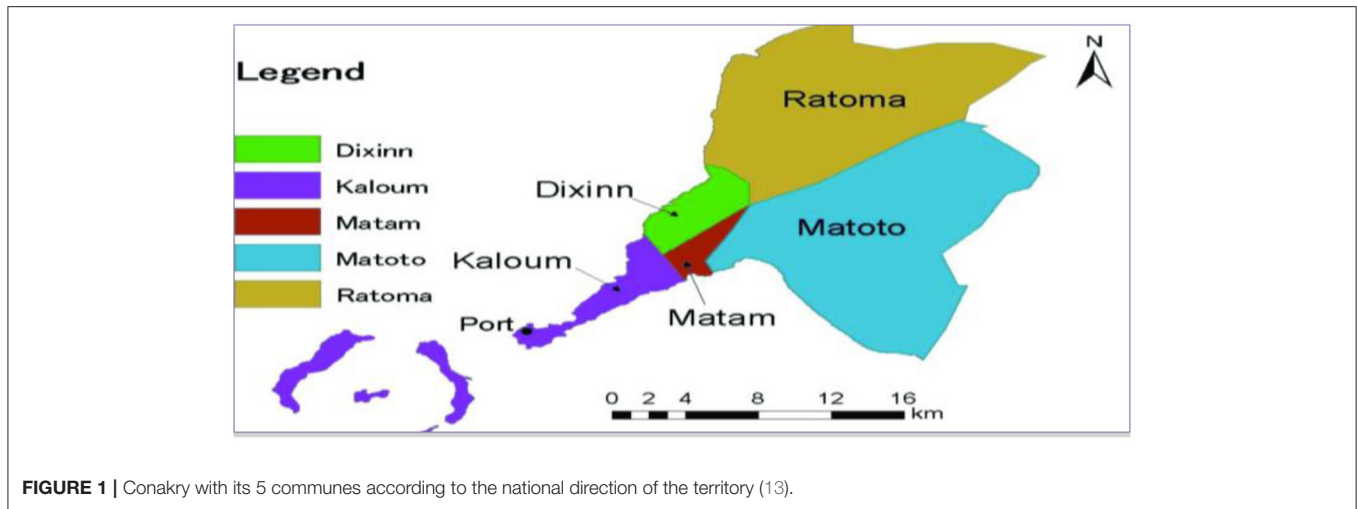 Legend
Dixinn
Kaloum
Matam
Matoto
Ratoma
N
Ratoma
Dixinn
Matoto
Kaloum
Port
Matam
0 2 4 8 12 16
km
FIGURE 1 | Conakry with its 5 communes according to the national direction of the territory (13).